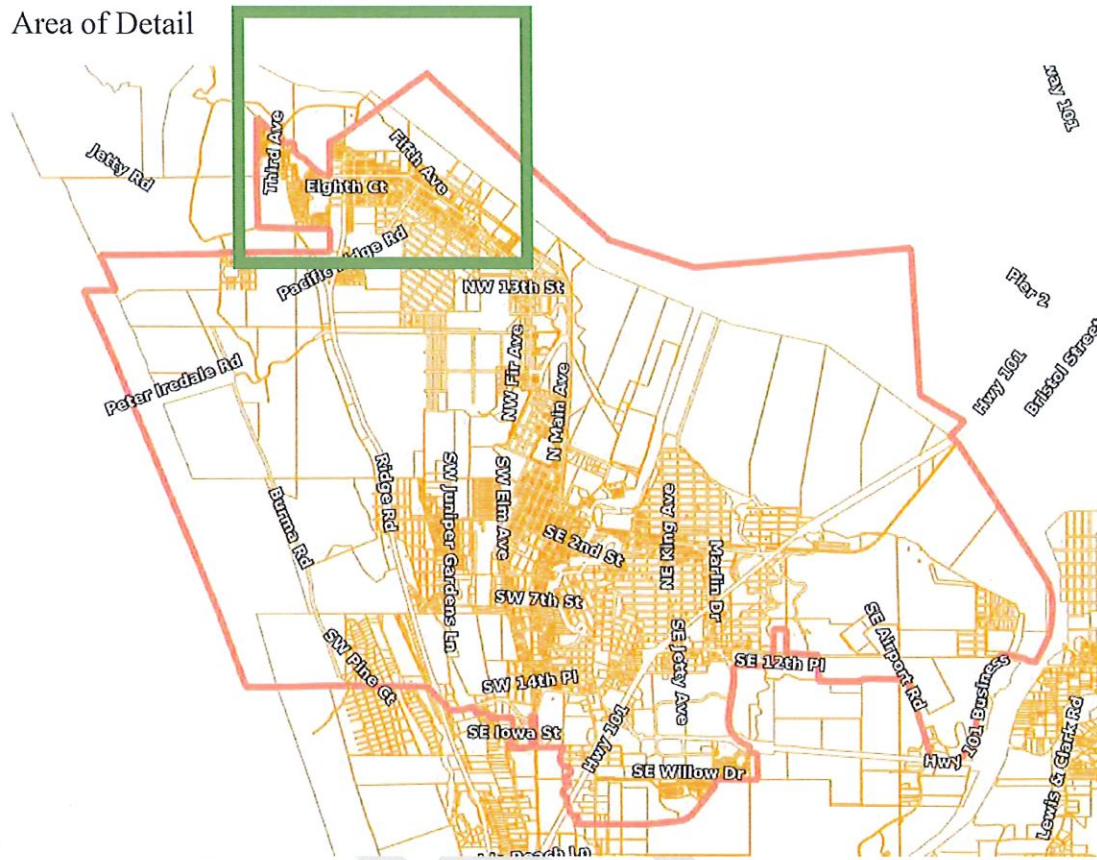 Area of Detail
way 101
Jetty Rd
Third Ave
Fifth Ave
Eighth Ct
Pacific Ridge Rd
NW 13th St
Pier 2
Hwy 101
Bristol Street
Peter Iredale Rd
NW Fir Ave
N Main Ave
Burma Rd
Ridge Rd
SW Juniper Gardens Ln
SW Elm Ave
SE 2nd St
NE King Ave
Marlin Dr
SW 7th St
SE Jetty Ave
SE 12th Pl
SE Airport Rd
SW Pine Ct
SW 14th Pl
SE Iowa St
Hwy 101
SE Willow Dr
Hwy 101 Business
Lewis & Clark Rd
Beach Ln